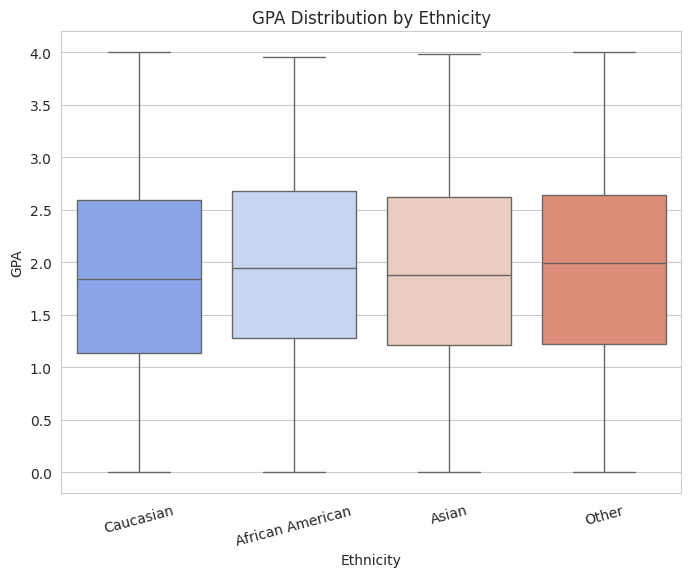 GPA Distribution by Ethnicity
4.0
3.5
3.0
2.5
2.0
1.5
1.0
0.5
0.0
GPA
Caucasian
African American
Asian
Other
Ethnicity